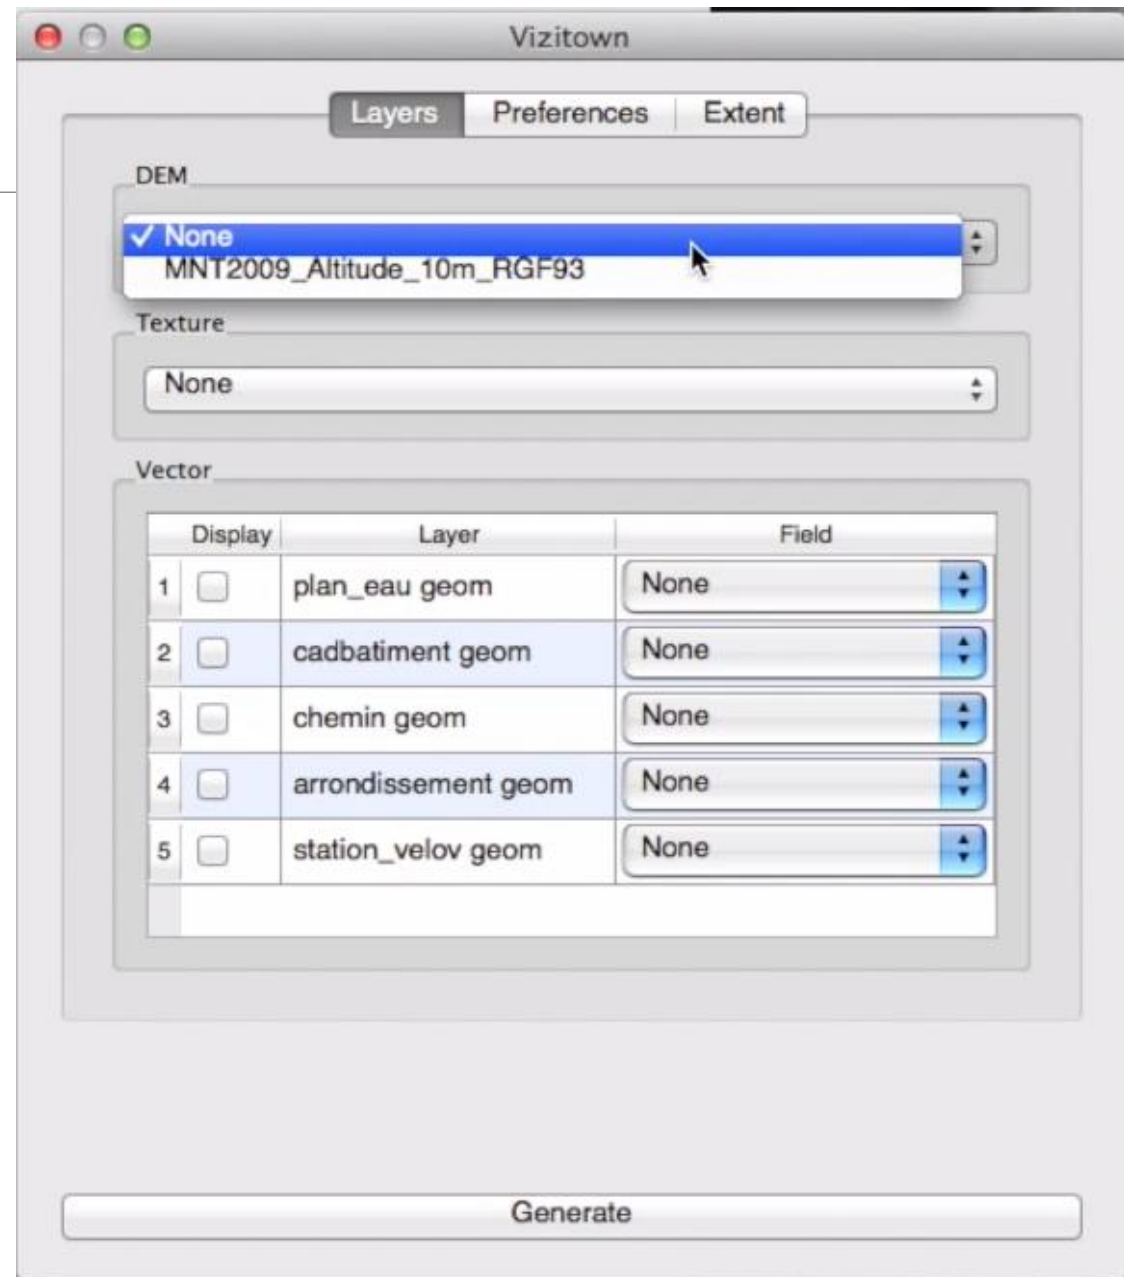 Vizitown
Layers Preferences Extent
DEM
✓ None
MNT2009_Altitude_10m_RGF93
Texture
None
Vector
Display Layer Field
1 plan_eau geom None
2 cadbatiment geom None
3 chemin geom None
4 arrondissement geom None
5 station_velov geom None
Generate